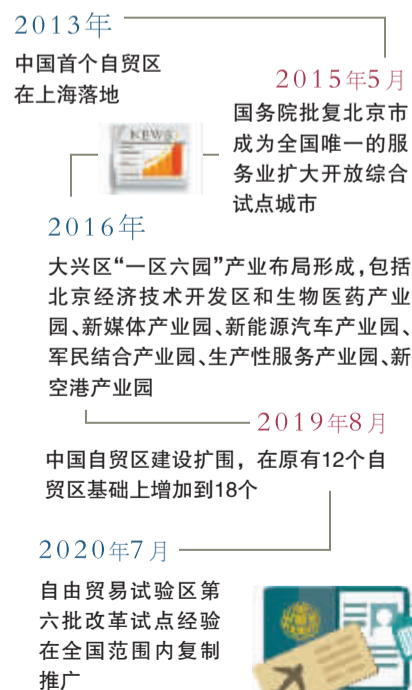 2013年
中国首个自贸区
在上海落地
2015年5月
国务院批复北京市
成为全国唯一的服
务业扩大开放综合
试点城市
NEWS
2016年
大兴区“一区六园”产业布局形成，包括
北京经济技术开发区和生物医药产业
园、新媒体产业园、新能源汽车产业园、
军民结合产业园、生产性服务产业园、新
空港产业园
2019年8月
中国自贸区建设扩围，在原有12个自
贸区基础上增加到18个
2020年7月
自由贸易试验区第
六批改革试点经验
在全国范围内复制
推广